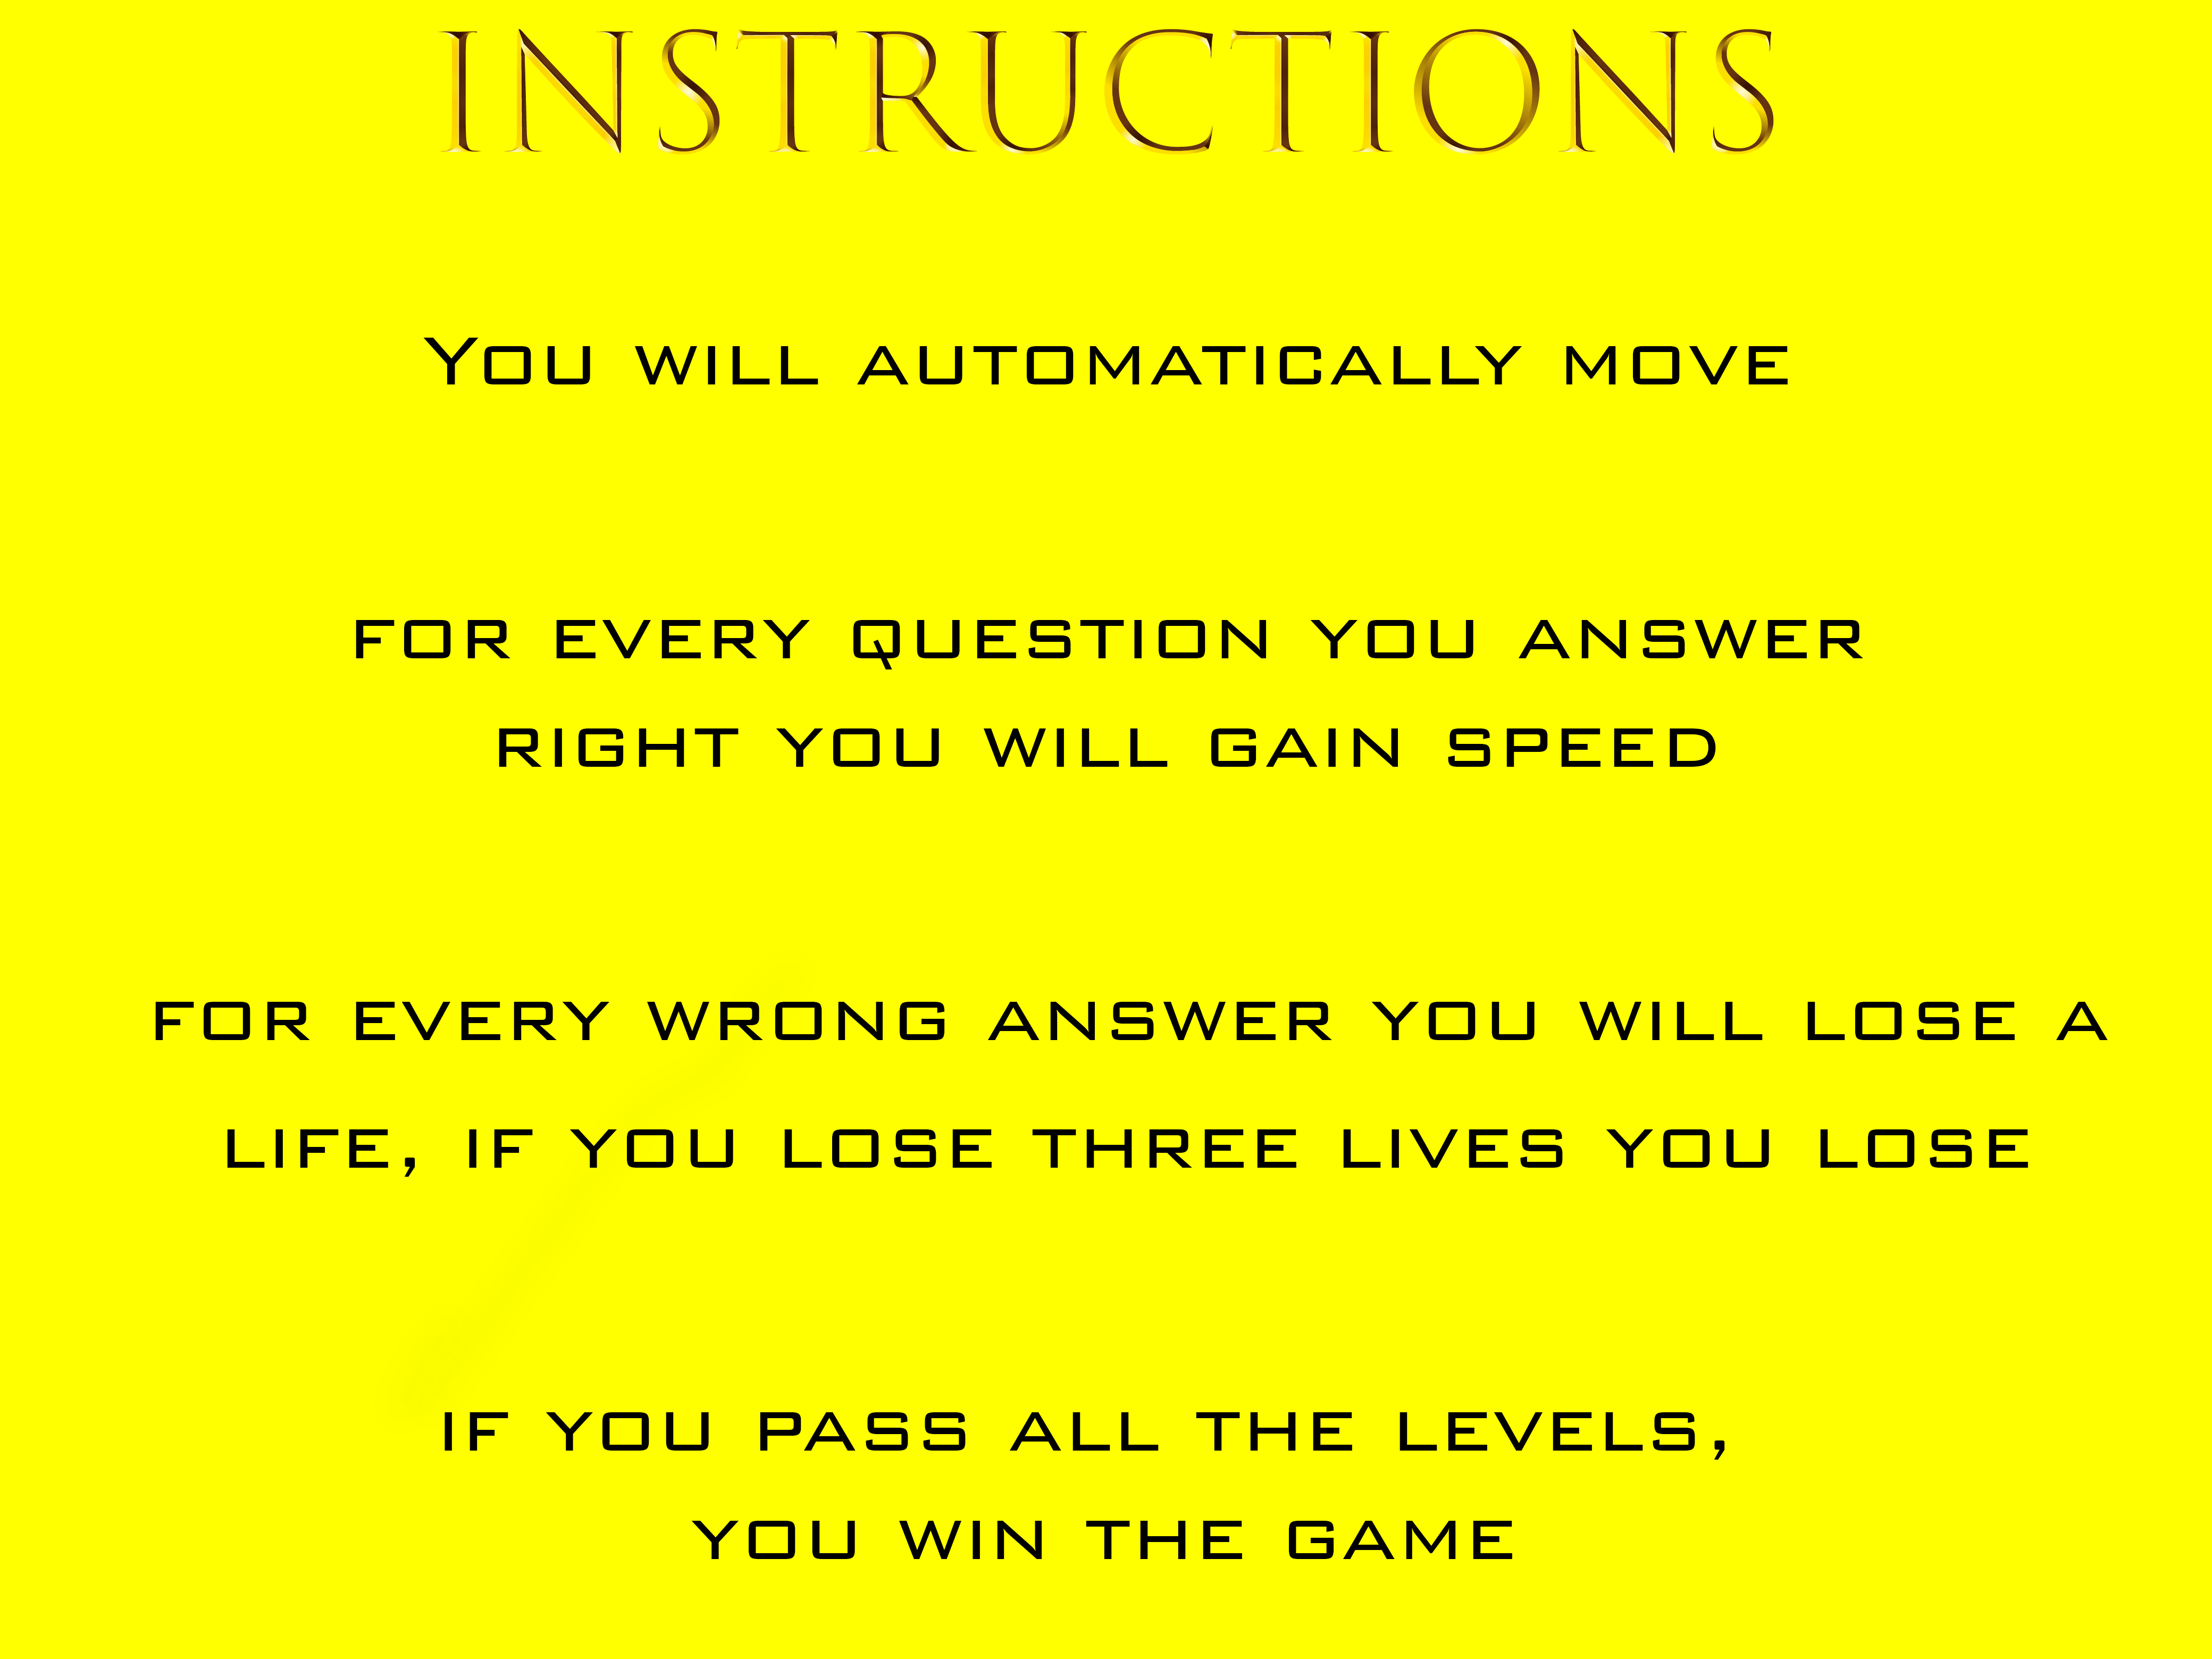 INSTRUCTIONS
YOU WILL AUTOMATICALLY MOVE
FOR EVERY QUESTION YOU ANSWER
RIGHT YOU WILL GAIN SPEED
FOR EVERY WRONG ANSWER YOU WILL LOSE A
LIFE, IF YOU LOSE THREE LIVES YOU LOSE
IF YOU PASS ALL THE LEVELS,
YOU WIN THE GAME